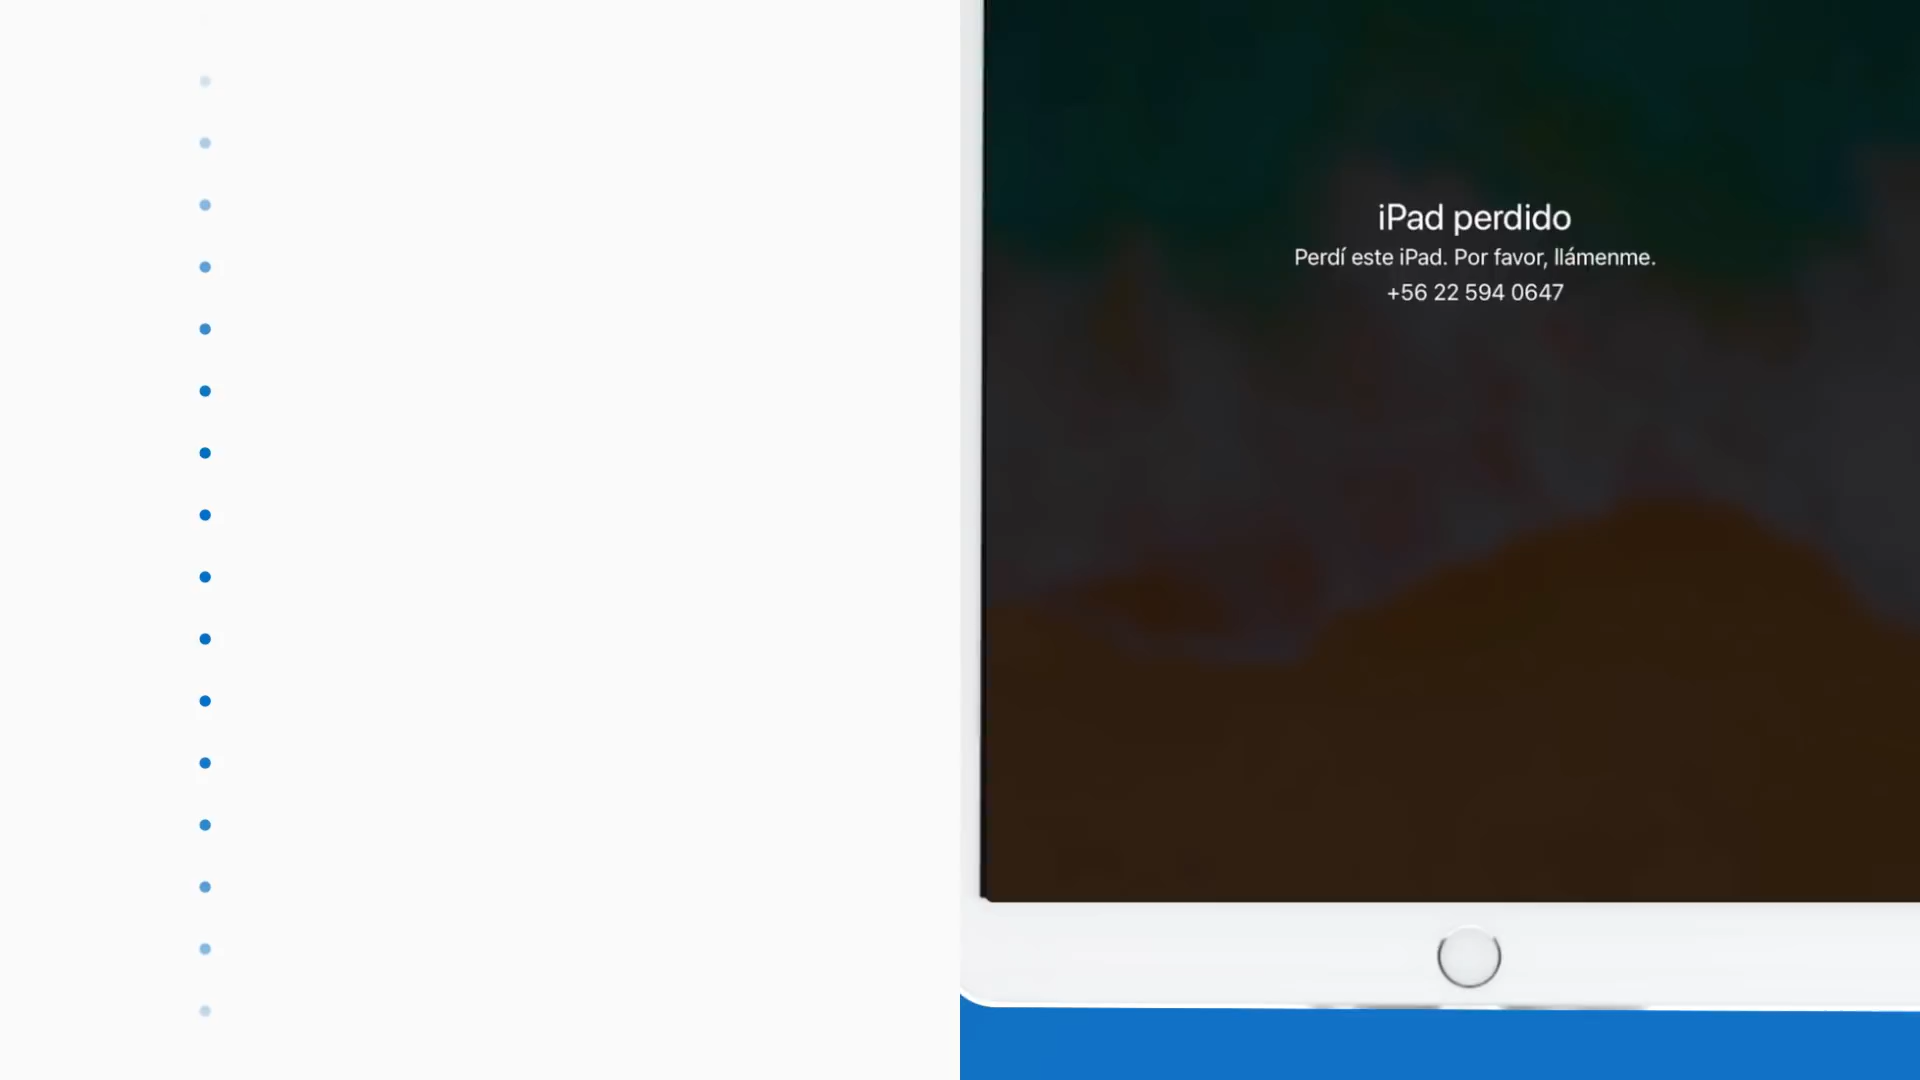 iPad perdido
Perdí este iPad. Por favor, llámenme.
+56 22 594 0647